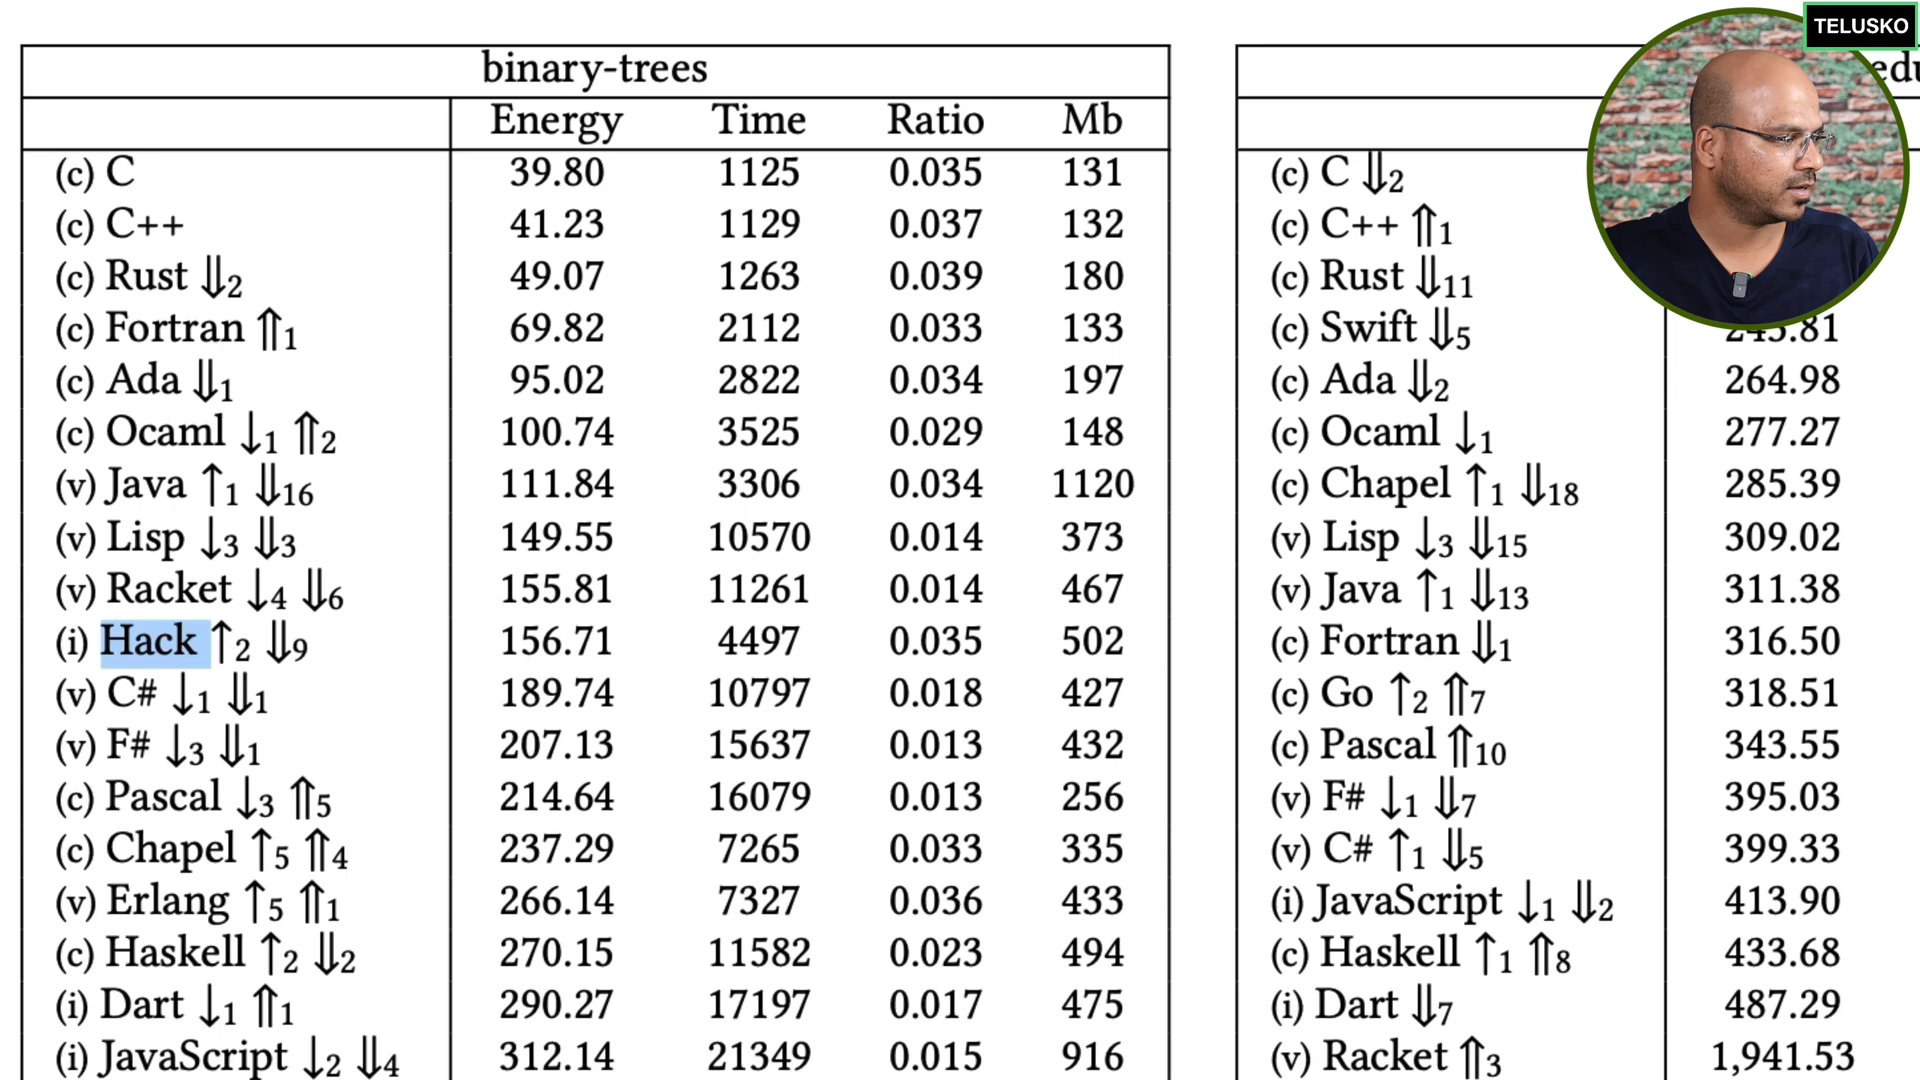 TELUSKO
binary-trees
Energy Time Ratio Mb
(c) C 39.80 1125 0.035 131
(c) C++ 41.23 1129 0.037 132
(c) Rust ⇓2 49.07 1263 0.039 180
(c) Fortran ⇑1 69.82 2112 0.033 133
(c) Ada ⇓1 95.02 2822 0.034 197
(c) Ocaml ↓1 ⇑2 100.74 3525 0.029 148
(v) Java ↑1 ⇓16 111.84 3306 0.034 1120
(v) Lisp ↓3 ⇓3 149.55 10570 0.014 373
(v) Racket ↓4 ⇓6 155.81 11261 0.014 467
(i) Hack ↑2 ⇓9 156.71 4497 0.035 502
(v) C# ↓1 ⇓1 189.74 10797 0.018 427
(v) F# ↓3 ⇓1 207.13 15637 0.013 432
(c) Pascal ↓3 ⇑5 214.64 16079 0.013 256
(c) Chapel ↑5 ⇑4 237.29 7265 0.033 335
(v) Erlang ↑5 ⇑1 266.14 7327 0.036 433
(c) Haskell ↑2 ⇓2 270.15 11582 0.023 494
(i) Dart ↓1 ⇑1 290.27 17197 0.017 475
(i) JavaScript ↓2 ⇓4 312.14 21349 0.015 916
(c) C ⇓2
(c) C++ ⇑1
(c) Rust ⇓11
(c) Swift ⇓5
(c) Ada ⇓2 264.98
(c) Ocaml ↓1 277.27
(c) Chapel ↑1 ⇓18 285.39
(v) Lisp ↓3 ⇓15 309.02
(v) Java ↑1 ⇓13 311.38
(c) Fortran ⇓1 316.50
(c) Go ↑2 ⇑7 318.51
(c) Pascal ⇑10 343.55
(v) F# ↓1 ⇓7 395.03
(v) C# ↑1 ⇓5 399.33
(i) JavaScript ↓1 ⇓2 413.90
(c) Haskell ↑1 ⇑8 433.68
(i) Dart ⇓7 487.29
(v) Racket ⇑3 1,941.53